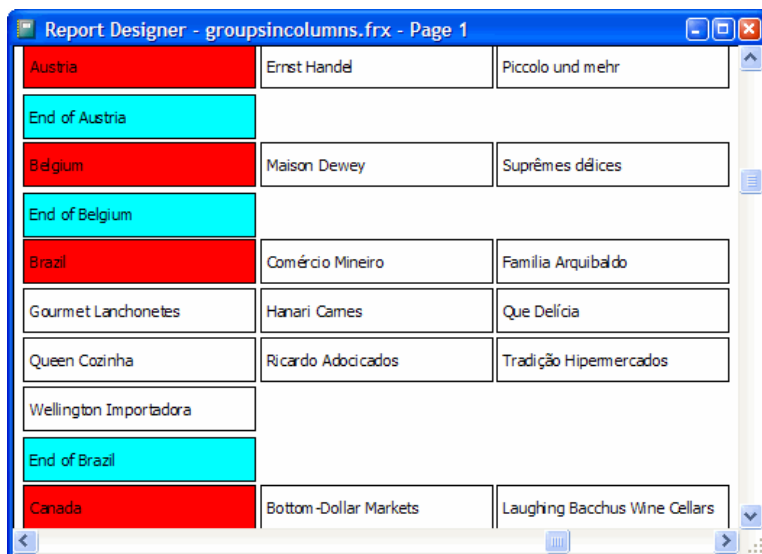 Report Designer - groupsincolumns.frx - Page 1
Austria Ernst Handel Piccolo und mehr
End of Austria
Belgium Maison Dewey Suprêmes délices
End of Belgium
Brazil Comércio Mineiro Familia Arquibaldo
Gourmet Lanchonetes Hanari Carnes Que Delícia
Queen Cozinha Ricardo Adocicados Tradição Hipermercados
Wellington Importadora
End of Brazil
Canada Bottom-Dollar Markets Laughing Bacchus Wine Cellars